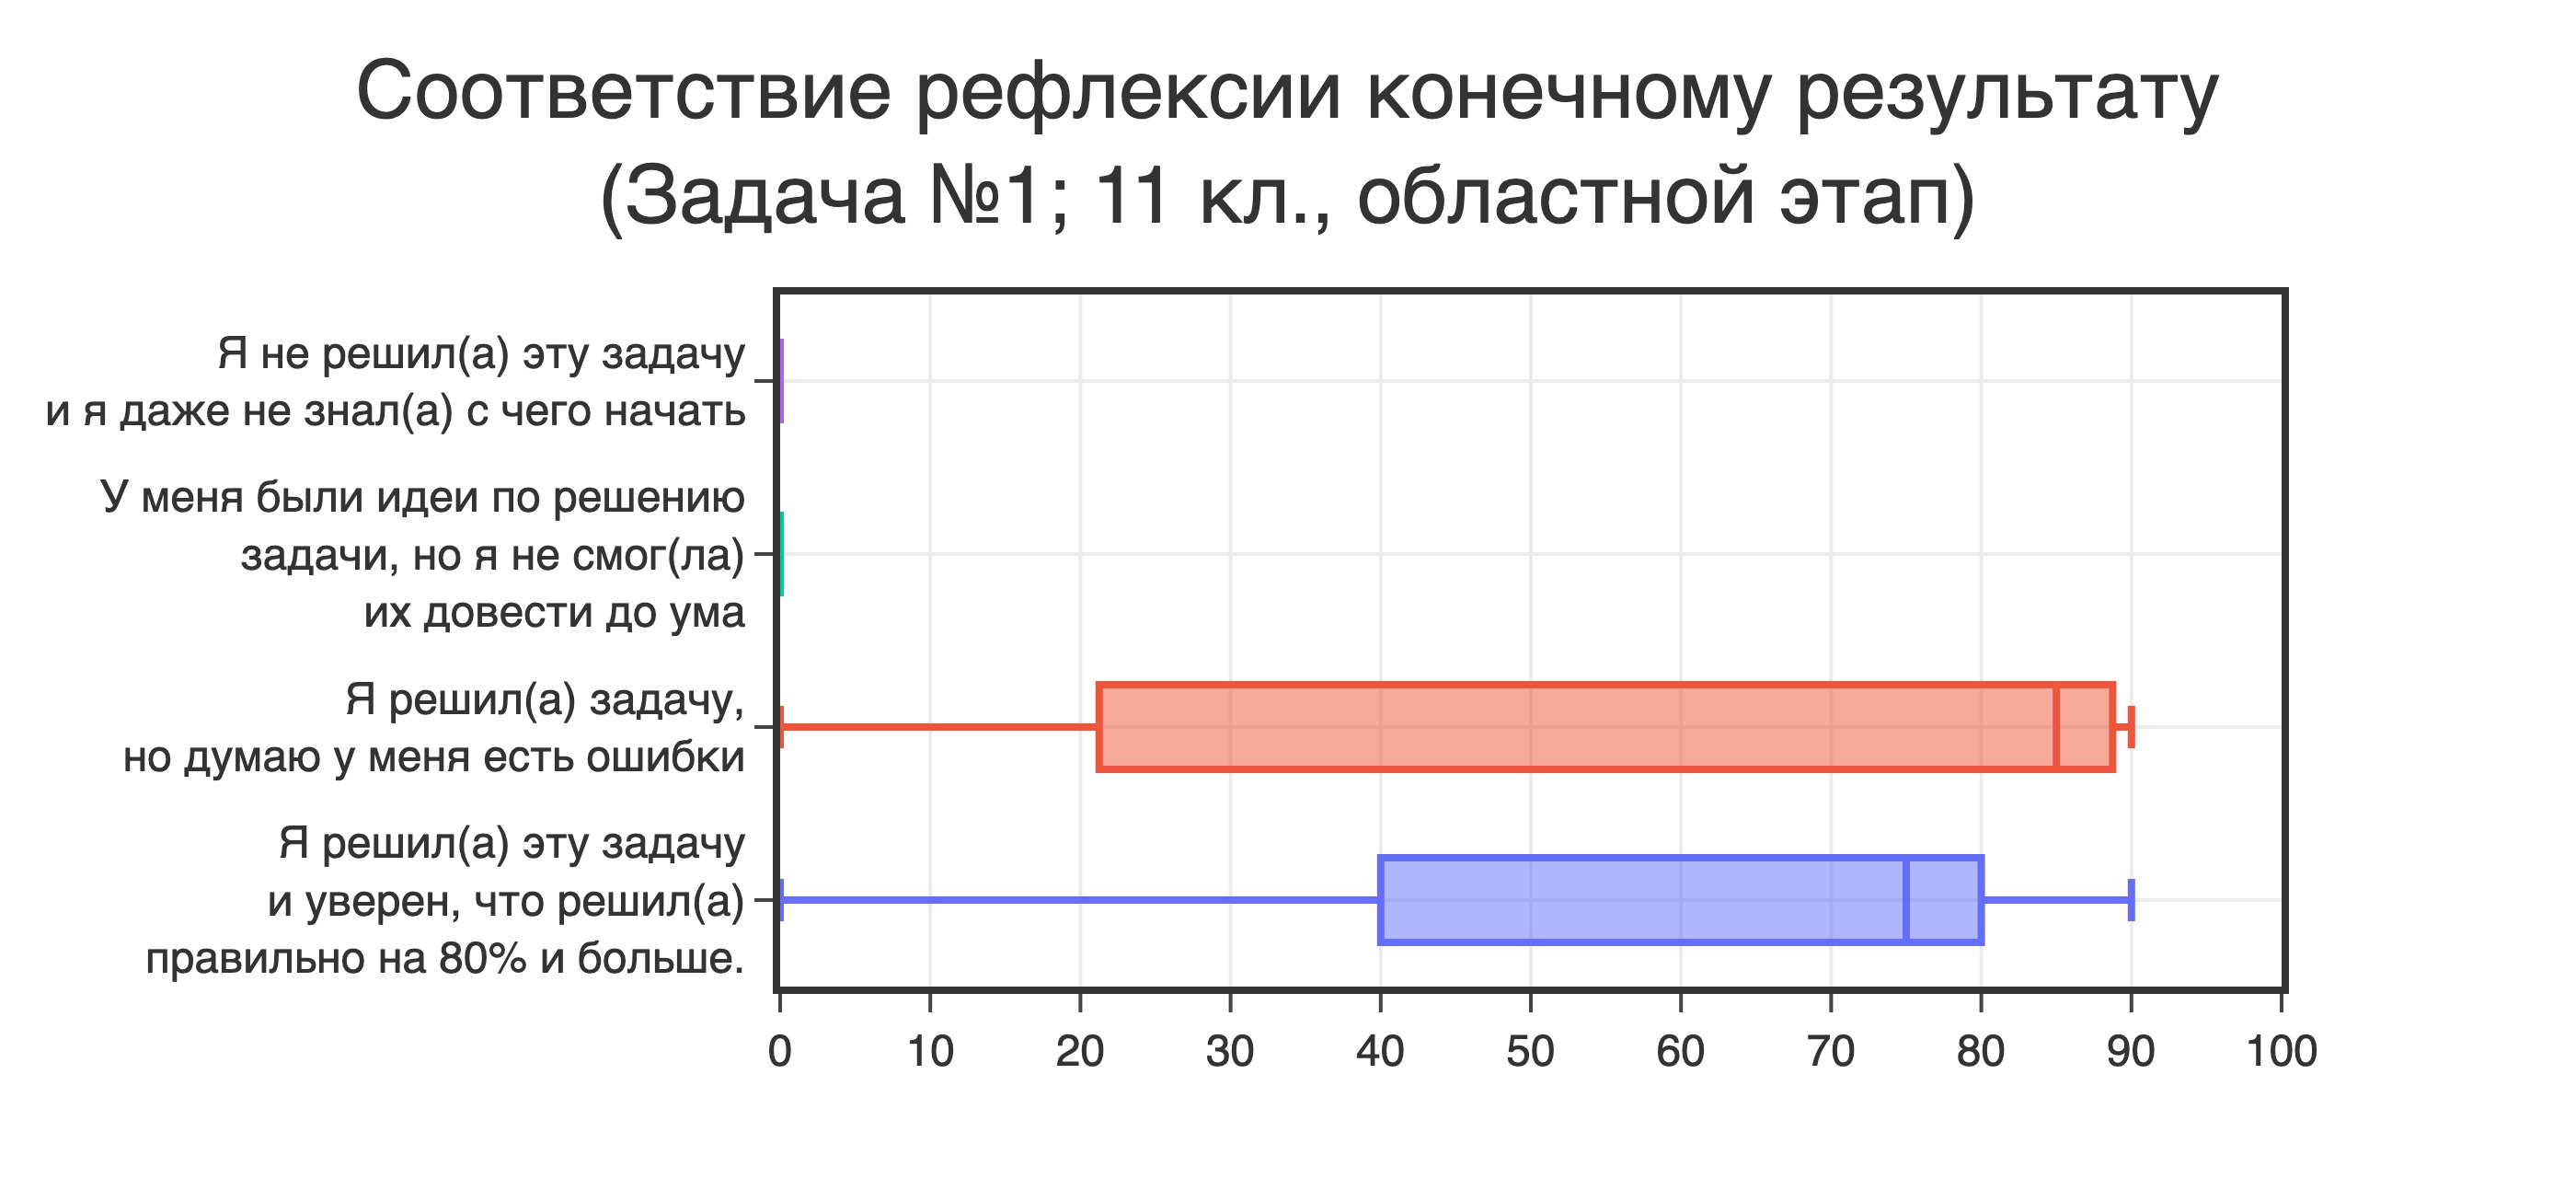 Соответствие рефлексии конечному результату
(Задача №1; 11 кл., областной этап)
Я не решил(а) эту задачу
и я даже не знал(а) с чего начать
У меня были идеи по решению
задачи, но я не смог(ла)
их довести до ума
Я решил(а) задачу,
но думаю у меня есть ошибки
Я решил(а) эту задачу
и уверен, что решил(а)
правильно на 80% и больше.
0 10 20 30 40 50 60 70 80 90 100